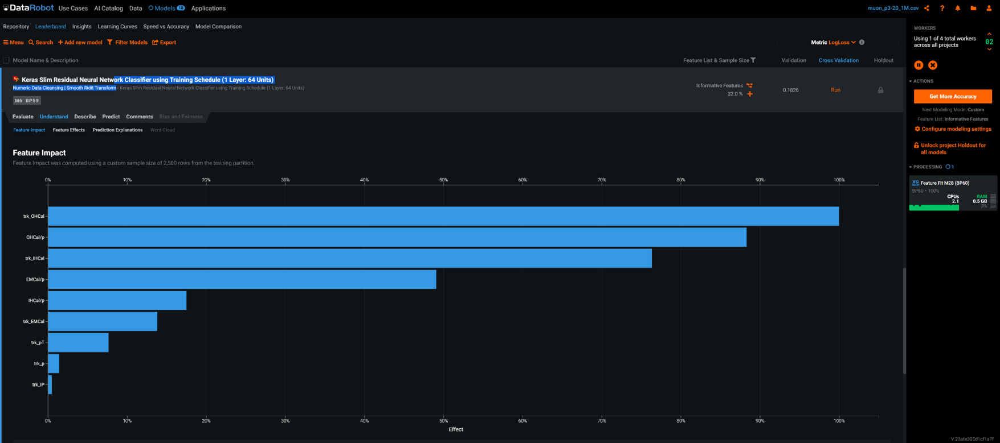 DataRobot Use Cases AI Catalog Data Models 18 Applications muon_p3-20_1M.csv ?
Repository Leaderboard Insights Learning Curves Speed vs Accuracy Model Comparison
Menu Search + Add new model Filter Models Export Metric LogLoss
Model Name & Description Feature List & Sample Size Validation Cross Validation Holdout
Keras Slim Residual Neural Network Classifier using Training Schedule (1 Layer: 64 Units)
Numeric Data Cleansing | Smooth Ridit Transform | Keras Slim Residual Neural Network Classifier using Training Schedule (1 Layer: 64 Units)
Informative Features
32.0 % +
0.1826 Run
M6 BP59
Evaluate Understand Describe Predict Comments Bias and Fairness
Feature Impact Feature Effects Prediction Explanations Word Cloud
Feature Impact
Feature Impact was computed using a custom sample size of 2,500 rows from the training partition.
0% 10% 20% 30% 40% 50% 60% 70% 80% 90% 100%
trk_OHCal
OHCal/p
trk_IHCal
EMCal/p
IHCal/p
trk_EMCal
trk_pT
trk_p
trk_IP
0% 10% 20% 30% 40% 50% 60% 70% 80% 90% 100%
Effect
WORKERS
Using 1 of 4 total workers
across all projects
02
ACTIONS
Get More Accuracy
Next Modeling Mode: Custom
Feature List: Informative Features
Configure modeling settings
Unlock project Holdout for
all models
PROCESSING 1
XG Boost Feature Fit M28 (BP60)
BP60 • 100%
CPUs RAM
2.1 0.5 GB
3%
V 23afe305d1cf1a7f